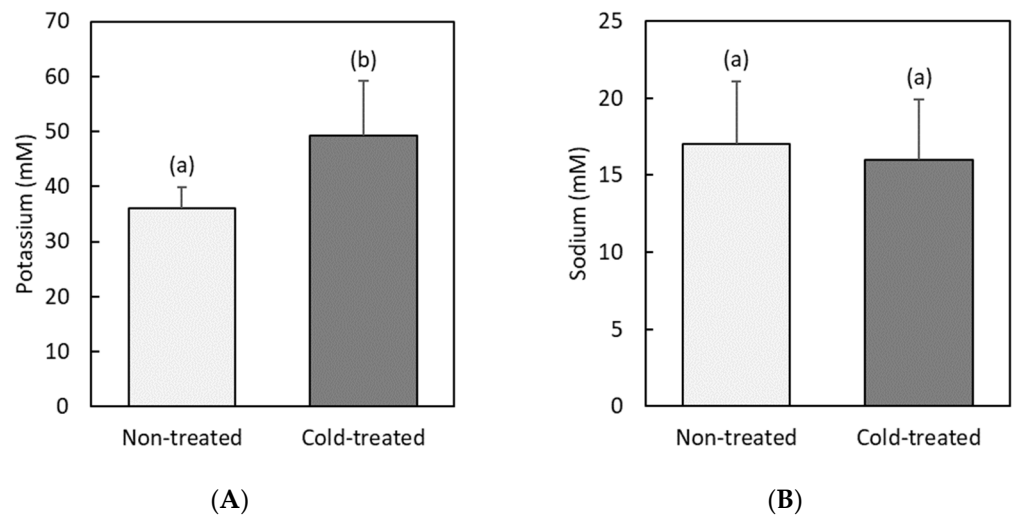 70
60
50
40
30
20
10
0
Potassium (mM)
(a)
(b)
Non-treated
Cold-treated
(A)
25
20
15
10
5
0
Sodium (mM)
(a)
(a)
Non-treated
Cold-treated
(B)